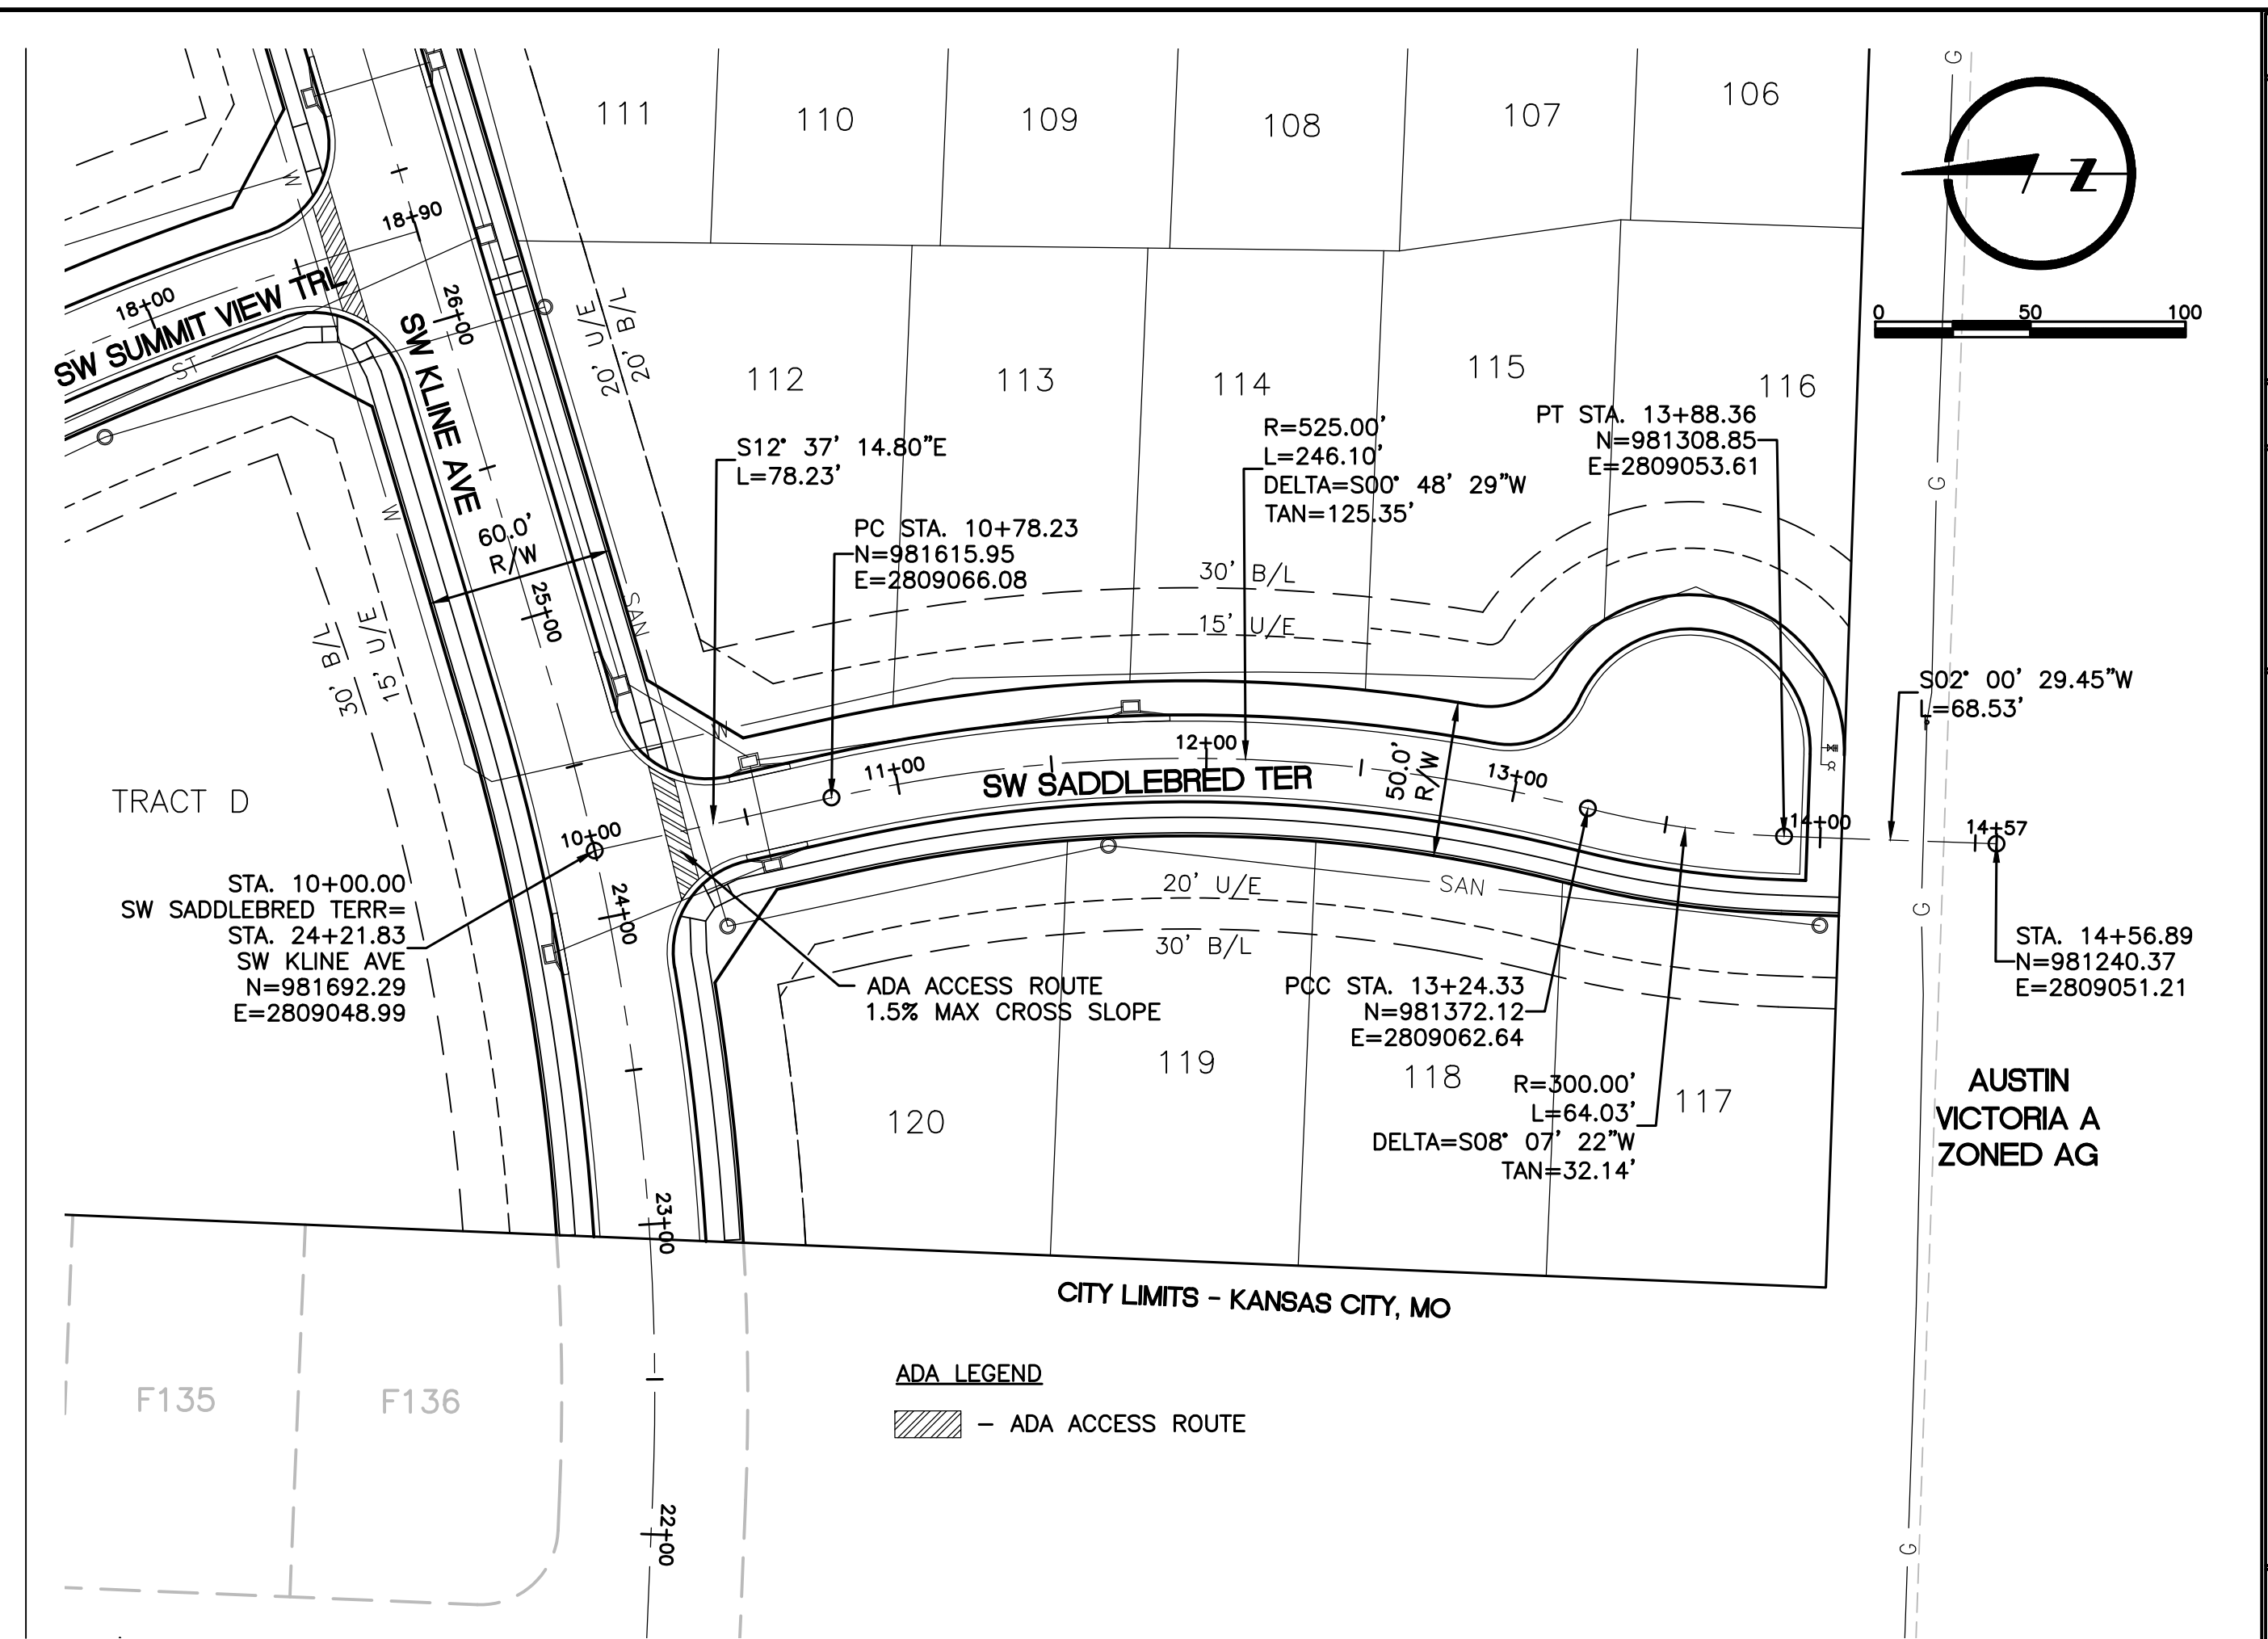 G
111
110
109
108
107
106
Z
0 50 100
18+90
18+00
SW SUMMIT VIEW TRL
W
ST
26+00
SW KLINE AVE
20' U/E
20' B/L
112
113
114
115
116
S12° 37' 14.80"E
L=78.23'
R=525.00'
L=246.10'
DELTA=S00° 48' 29"W
TAN=125.35'
PT STA. 13+88.36
N=981308.85
E=2809053.61
PC STA. 10+78.23
N=981615.95
E=2809066.08
G
W
60.0'
R/W
25+00
SAN
30' B/L
15' U/E
30' B/L
15' U/E
W
S02° 00' 29.45"W
L=68.53'
10+00
11+00
12+00
13+00
14+00
14+57
SW SADDLEBRED TER
50.0'
R/W
TRACT D
24+00
STA. 10+00.00
SW SADDLEBRED TERR=
STA. 24+21.83
SW KLINE AVE
N=981692.29
E=2809048.99
20' U/E
30' B/L
SAN
G
ADA ACCESS ROUTE
1.5% MAX CROSS SLOPE
PCC STA. 13+24.33
N=981372.12
E=2809062.64
STA. 14+56.89
N=981240.37
E=2809051.21
120
119
118
117
R=300.00'
L=64.03'
DELTA=S08° 07' 22"W
TAN=32.14'
AUSTIN
VICTORIA A
ZONED AG
23+00
CITY LIMITS - KANSAS CITY, MO
F135
F136
ADA LEGEND
- ADA ACCESS ROUTE
22+00
G